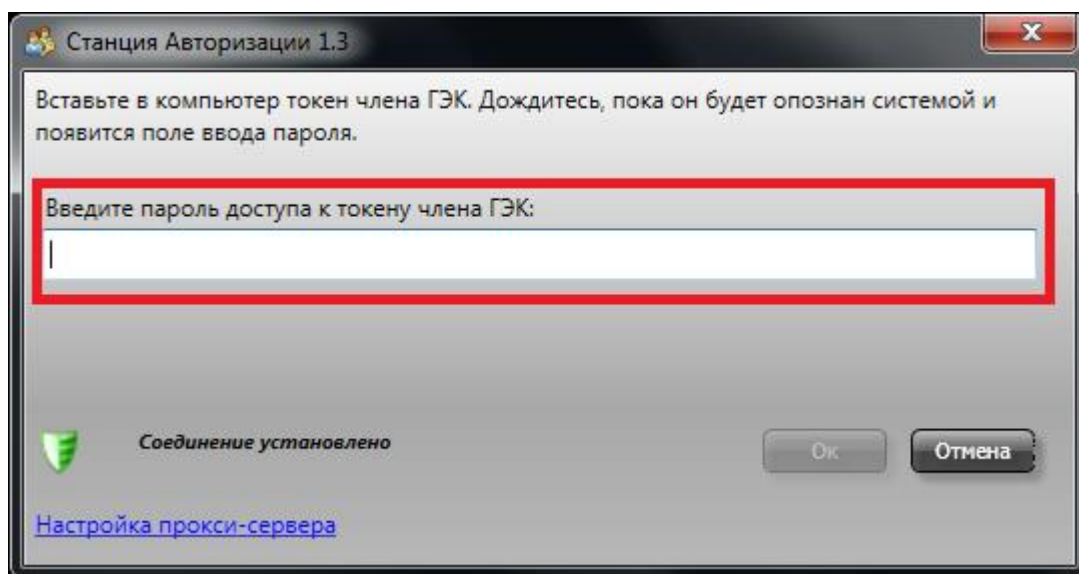 Станция Авторизации 1.3
Вставьте в компьютер токен члена ГЭК. Дождитесь, пока он будет опознан системой и
появится поле ввода пароля.
Введите пароль доступа к токену члена ГЭК:
Соединение установлено
Ок
Отмена
Настройка прокси-сервера